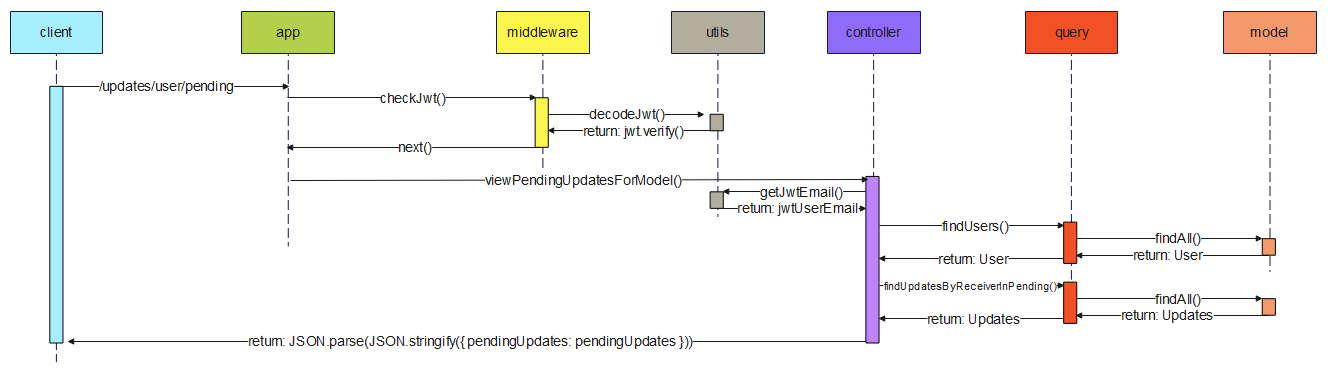 client
app
middleware
utils
controller
query
model
/updates/user/pending
checkJwt()
decodeJwt()
return: jwt.verify()
next()
viewPendingUpdatesForModel()
getJwtEmail()
return: jwtUserEmail
findUsers()
findAll()
return: User
return: User
findUpdatesByReceiverInPending()
findAll()
return: Updates
return: Updates
return: JSON.parse(JSON.stringify({ pendingUpdates: pendingUpdates }))